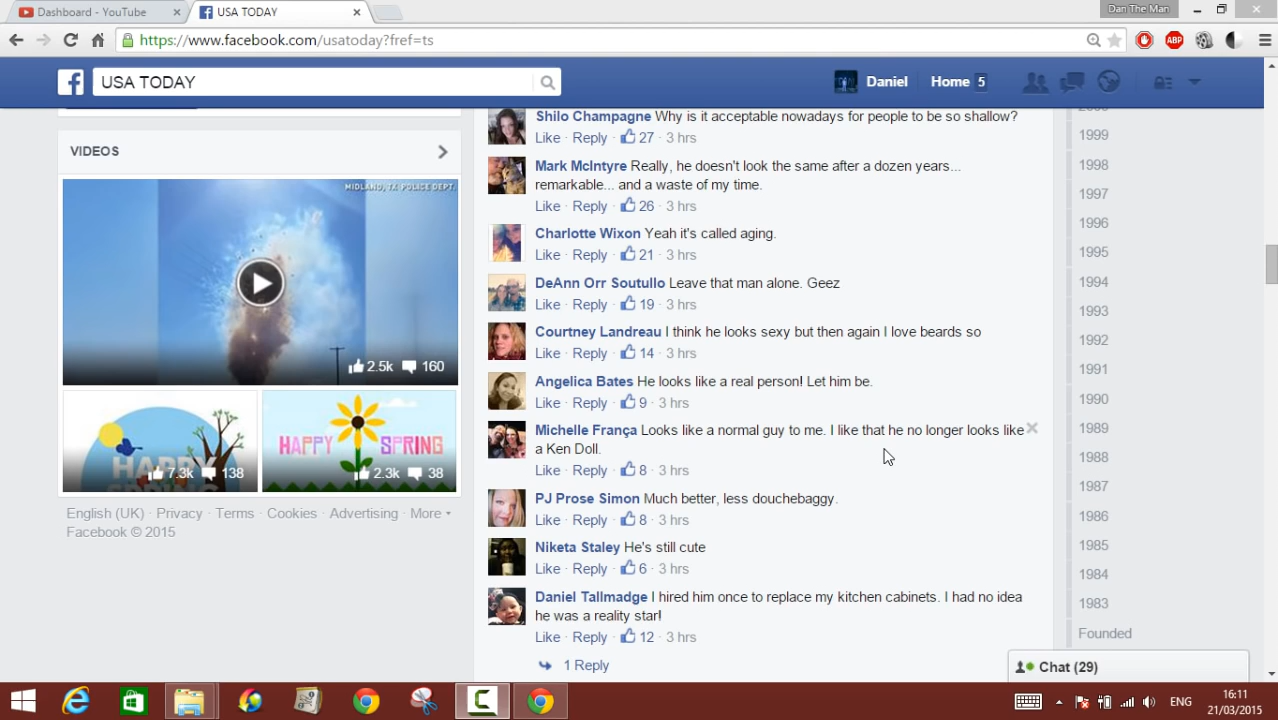 Dashboard - YouTube
USA TODAY
Dan The Man
https://www.facebook.com/usatoday?fref=ts
ABP
USA TODAY
Daniel
Home 5
VIDEOS
MIDLAND, TX POLICE DEPT.
2.5k 160
HAPPY
7.3k 138
HAPPY SPRING
2.3k 38
English (UK) · Privacy · Terms · Cookies · Advertising · More
Facebook © 2015
Shilo Champagne Why is it acceptable nowadays for people to be so shallow?
Like · Reply · 27 · 3 hrs
Mark McIntyre Really, he doesn't look the same after a dozen years...
remarkable... and a waste of my time.
Like · Reply · 26 · 3 hrs
Charlotte Wixon Yeah it's called aging.
Like · Reply · 21 · 3 hrs
DeAnn Orr Soutullo Leave that man alone. Geez
Like · Reply · 19 · 3 hrs
Courtney Landreau I think he looks sexy but then again I love beards so
Like · Reply · 14 · 3 hrs
Angelica Bates He looks like a real person! Let him be.
Like · Reply · 9 · 3 hrs
Michelle França Looks like a normal guy to me. I like that he no longer looks like
a Ken Doll.
Like · Reply · 8 · 3 hrs
PJ Prose Simon Much better, less douchebaggy.
Like · Reply · 8 · 3 hrs
Niketa Staley He's still cute
Like · Reply · 6 · 3 hrs
Daniel Tallmadge I hired him once to replace my kitchen cabinets. I had no idea
he was a reality star!
Like · Reply · 12 · 3 hrs
1 Reply
1999
1998
1997
1996
1995
1994
1993
1992
1991
1990
1989
1988
1987
1986
1985
1984
1983
Founded
Chat (29)
ENG
16:11
21/03/2015